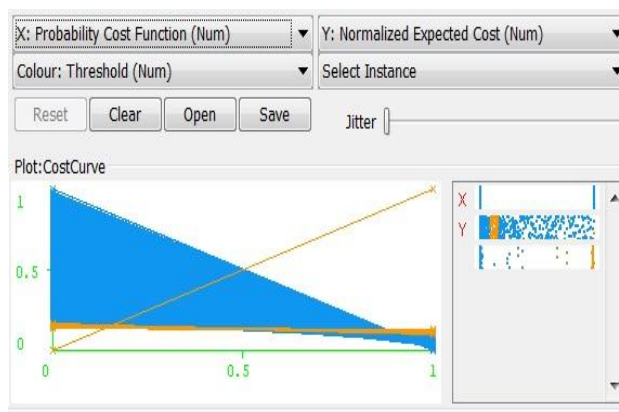 X: Probability Cost Function (Num) Y: Normalized Expected Cost (Num)
Colour: Threshold (Num) Select Instance
Reset Clear Open Save Jitter
Plot:CostCurve
1
0.5
0
0 0.5 1
X
Y